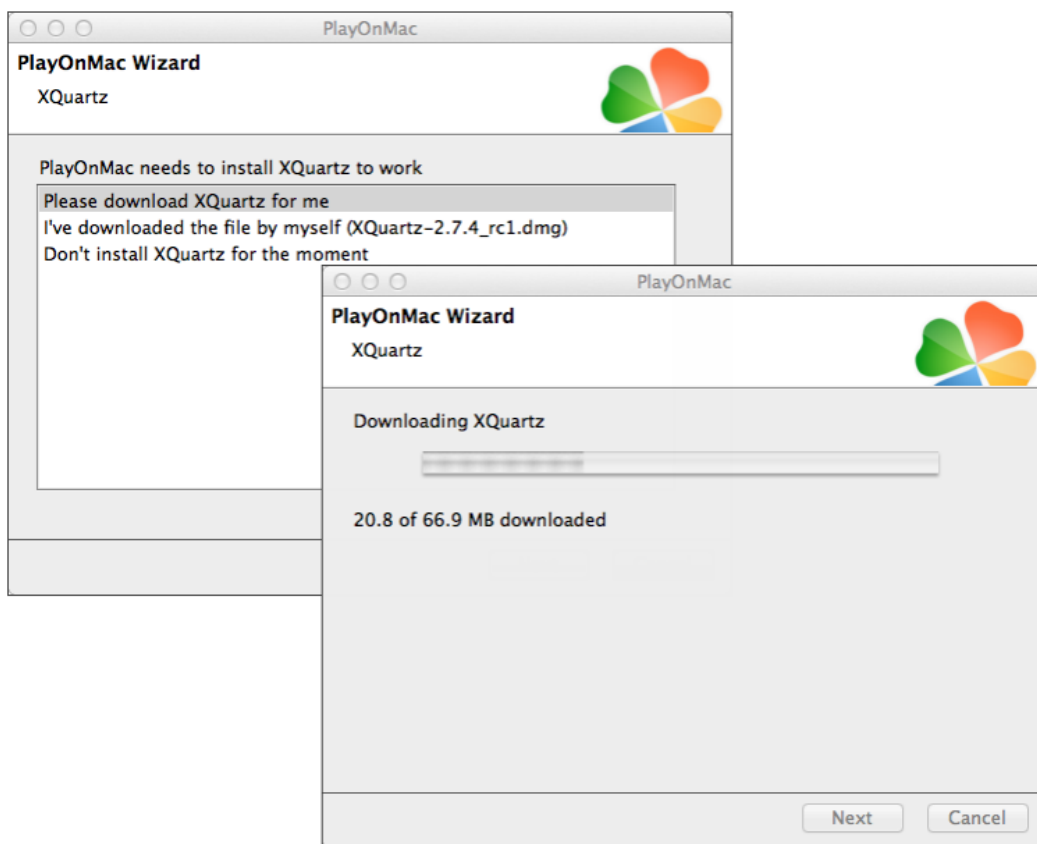 PlayOnMac
PlayOnMac Wizard
XQuartz
PlayOnMac needs to install XQuartz to work
Please download XQuartz for me
I've downloaded the file by myself (XQuartz-2.7.4_rc1.dmg)
Don't install XQuartz for the moment
PlayOnMac
PlayOnMac Wizard
XQuartz
Downloading XQuartz
20.8 of 66.9 MB downloaded
Next Cancel